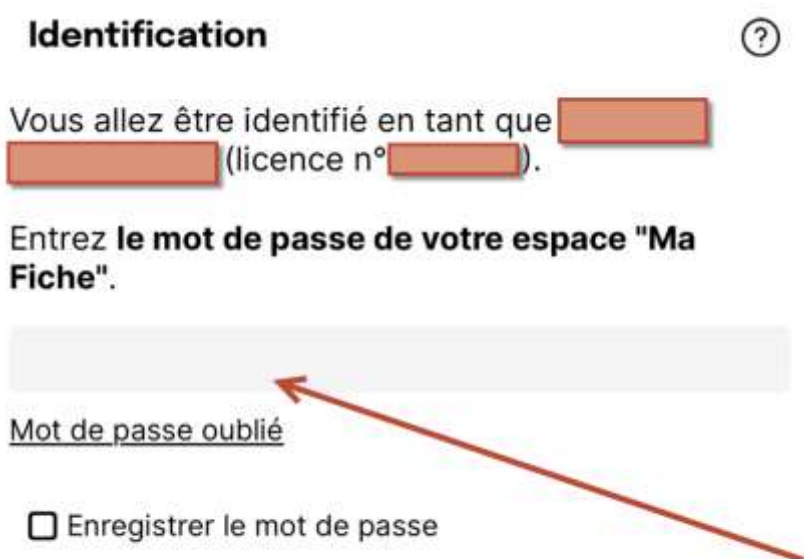 Identification
Vous allez être identifié en tant que
(licence n° ).
Entrez le mot de passe de votre espace "Ma
Fiche".
Mot de passe oublié
Enregistrer le mot de passe